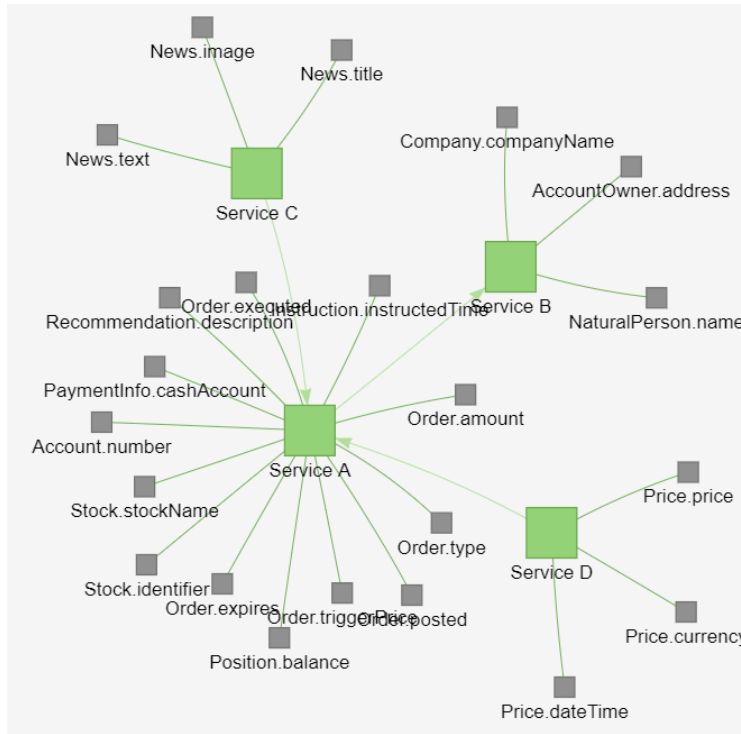 News.image
News.title
Company.companyName
News.text
AccountOwner.address
Service C
Order.executed
Instruction.instructedTime
Service B
Recommendation.description
NaturalPerson.name
PaymentInfo.cashAccount
Order.amount
Account.number
Service A
Price.price
Stock.stockName
Order.type
Service D
Stock.identifier
Order.expires
Order.triggerPrice
Order.posted
Price.currency
Position.balance
Price.dateTime